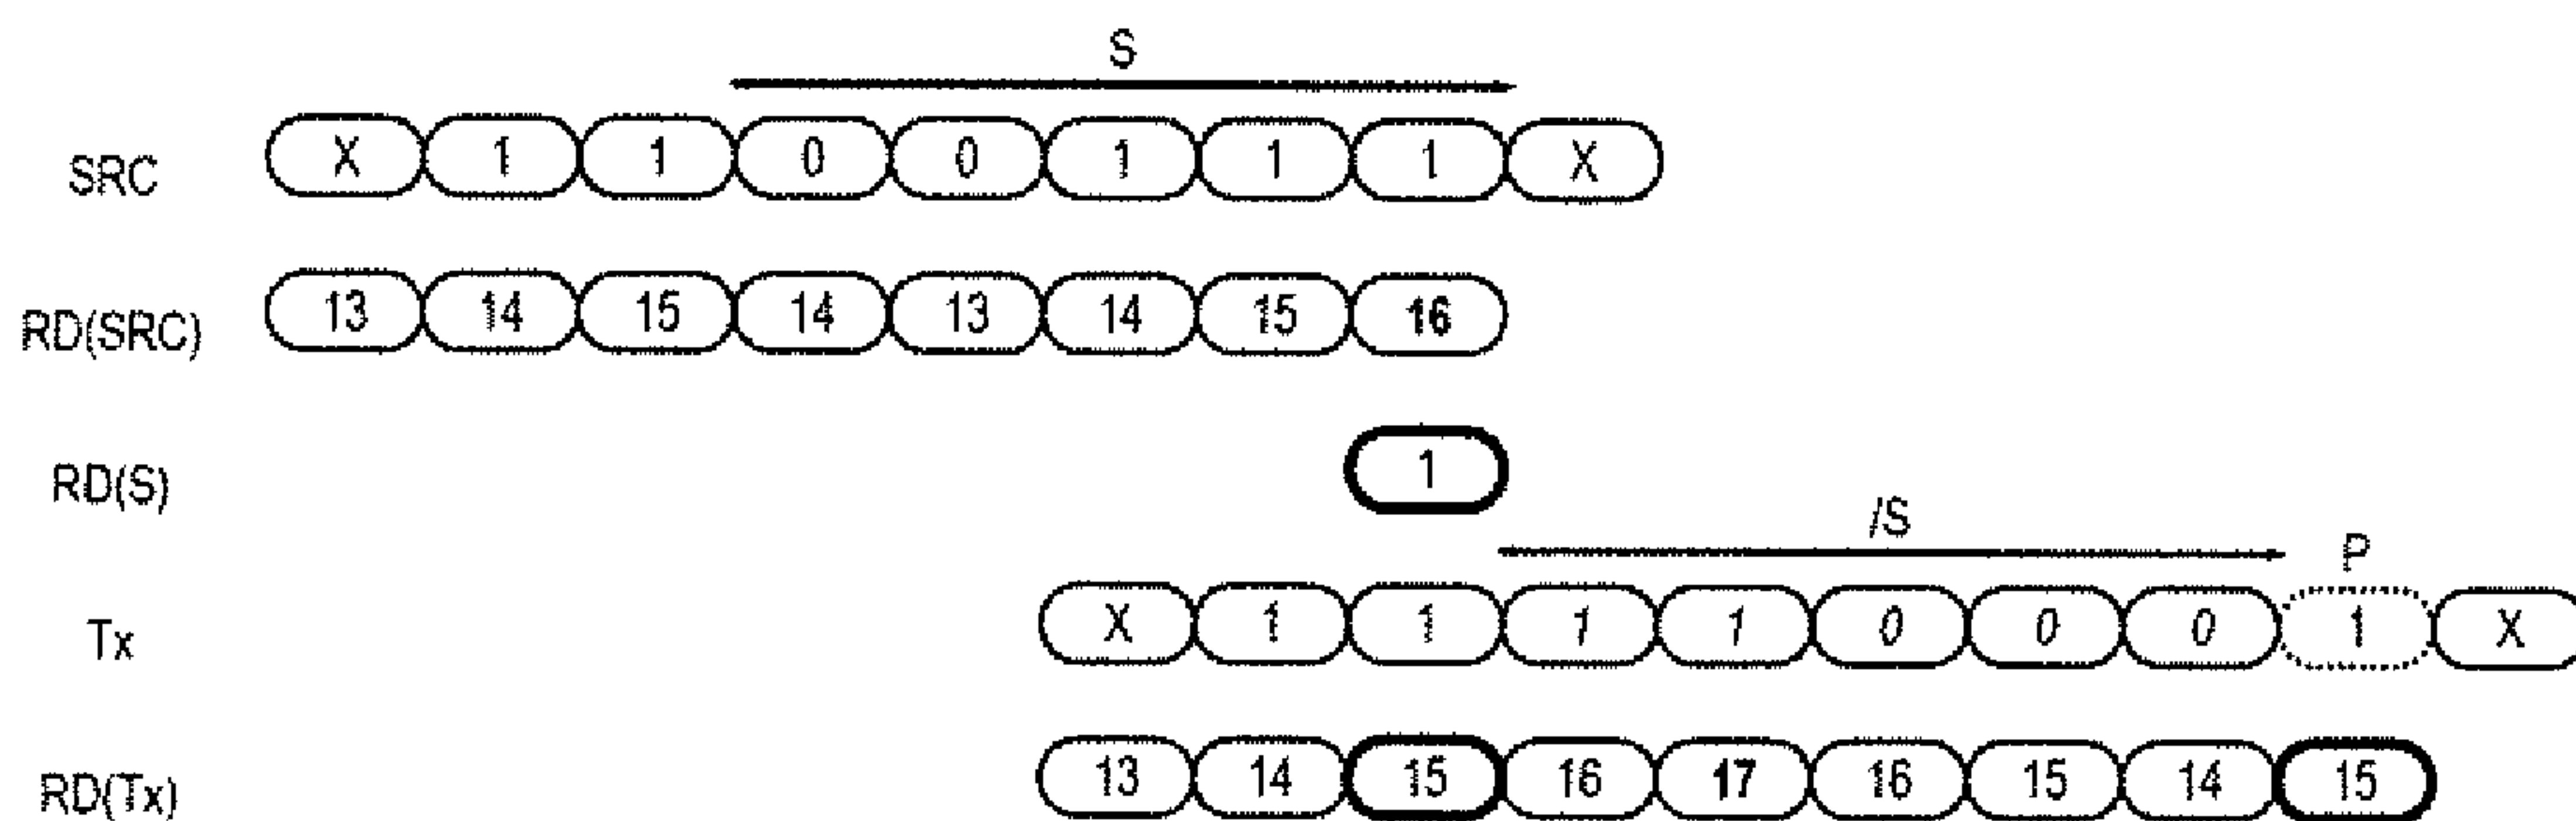 S
SRC X 1 1 0 0 1 1 1 X
RD(SRC) 13 14 15 14 13 14 15 16
RD(S) 1
/S P
Tx X 1 1 1 1 0 0 0 1 X
RD(Tx) 13 14 15 16 17 16 15 14 15